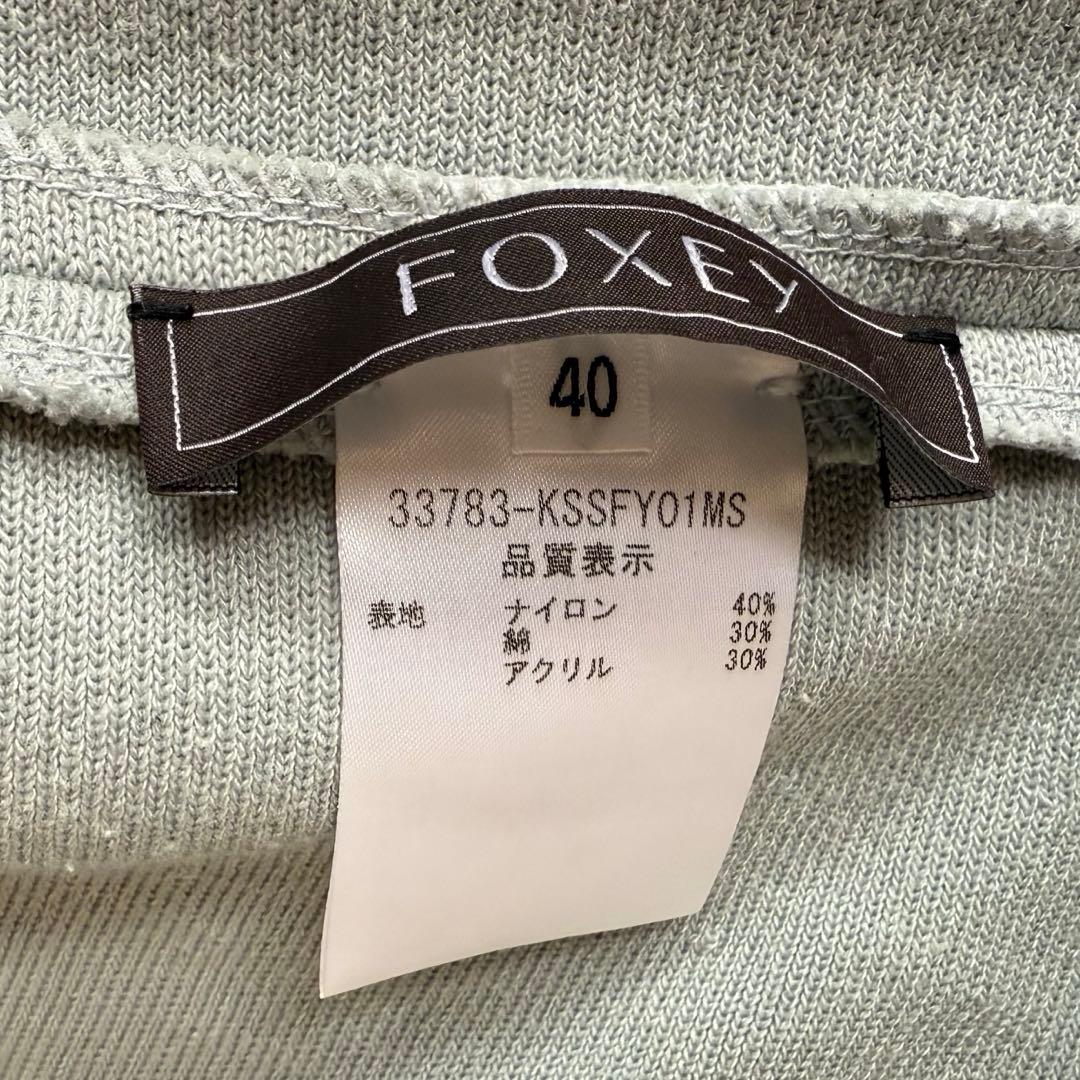 FOXEY
40
33783-KSSFY01MS
品質表示
表地 ナイロン 40%
綿 30%
アクリル 30%